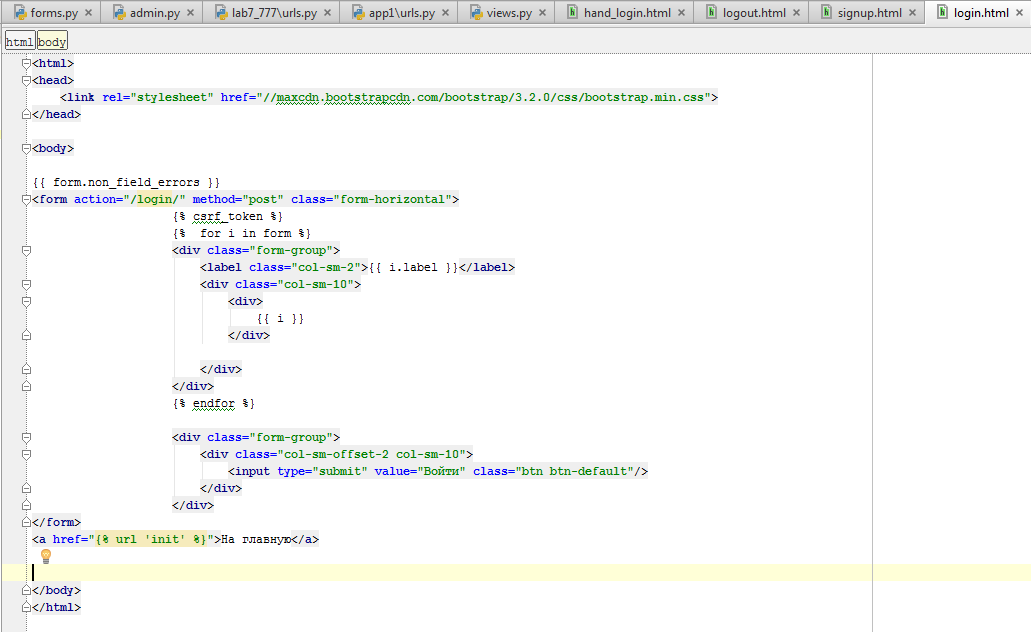 forms.py admin.py lab7_777\urls.py app1\urls.py views.py hand_login.html logout.html signup.html login.html
html body
<html>
<head>
<link rel="stylesheet" href="//maxcdn.bootstrapcdn.com/bootstrap/3.2.0/css/bootstrap.min.css">
</head>
<body>
{{ form.non_field_errors }}
<form action="/login/" method="post" class="form-horizontal">
{% csrf_token %}
{%  for i in form %}
<div class="form-group">
<label class="col-sm-2">{{ i.label }}</label>
<div class="col-sm-10">
<div>
{{ i }}
</div>
</div>
</div>
{% endfor %}
<div class="form-group">
<div class="col-sm-offset-2 col-sm-10">
<input type="submit" value="Войти" class="btn btn-default"/>
</div>
</div>
</form>
<a href="{% url 'init' %}">На главную</a>
</body>
</html>